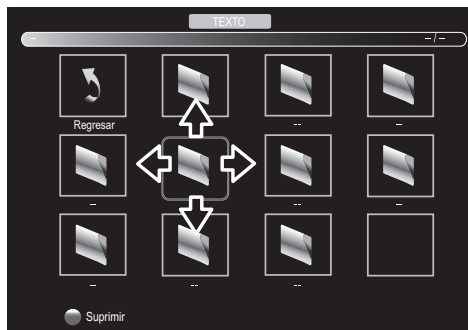 TEXTO
– – / –
Regresar -- –
– -- –
– -- --
Suprimir